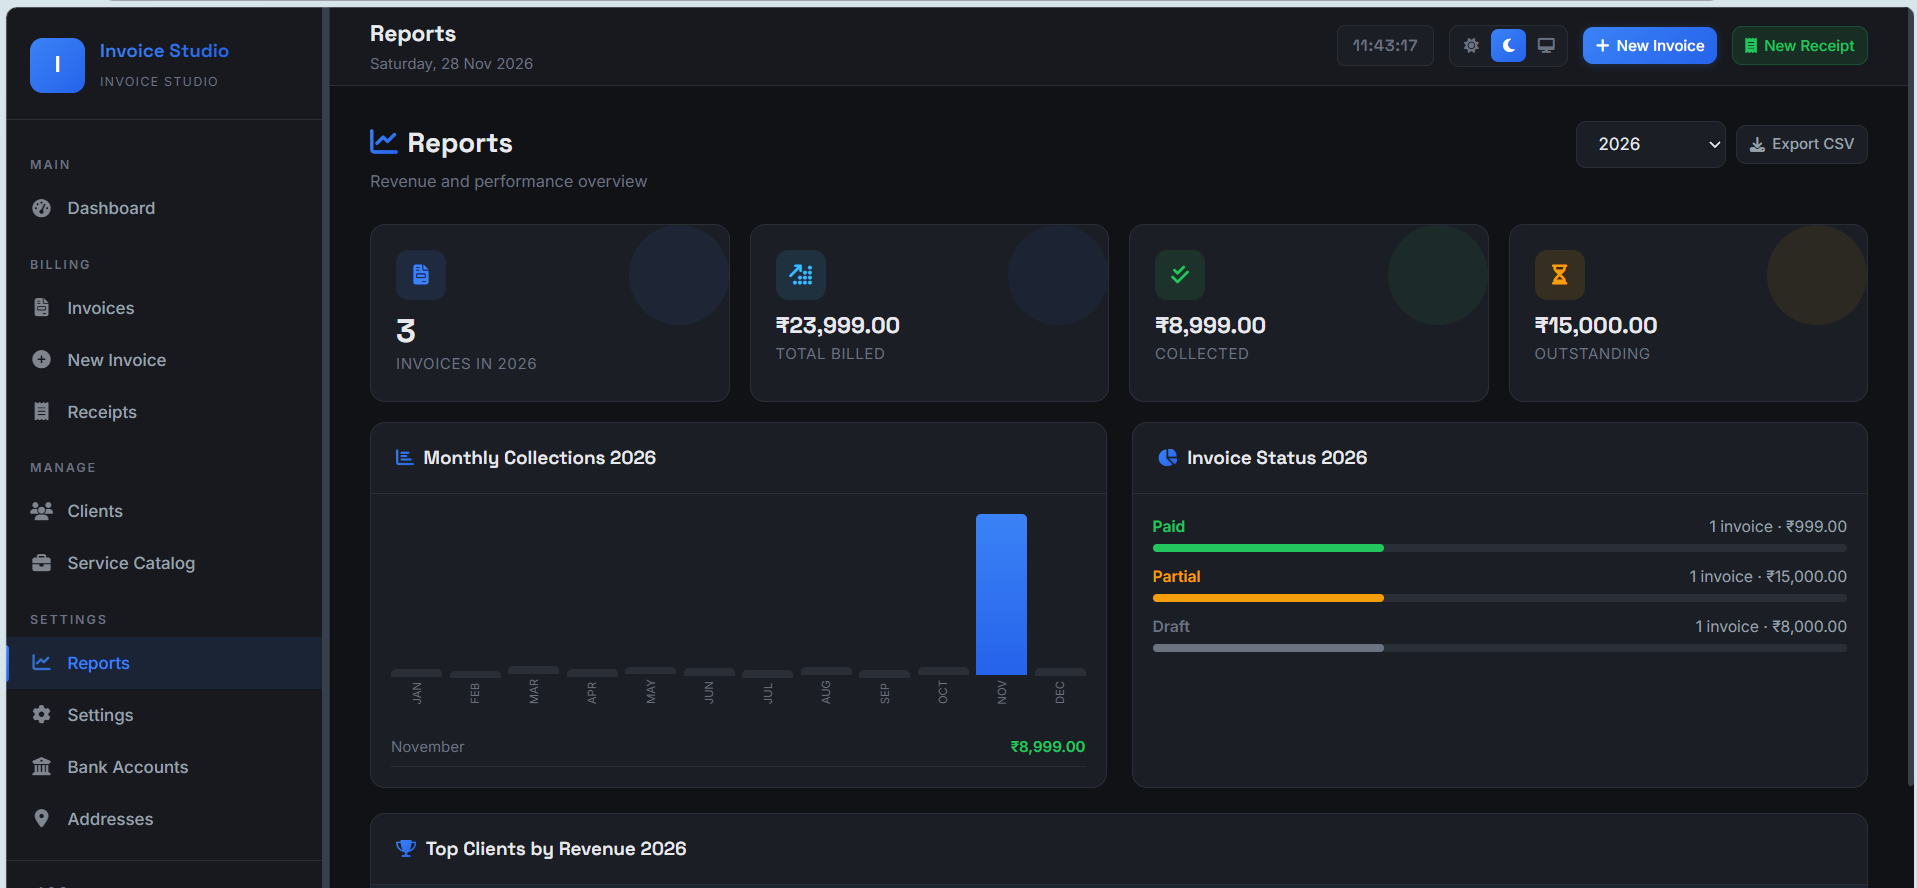 I
Invoice Studio
INVOICE STUDIO
MAIN
Dashboard
BILLING
Invoices
New Invoice
Receipts
MANAGE
Clients
Service Catalog
SETTINGS
Reports
Settings
Bank Accounts
Addresses
Reports
Saturday, 28 Nov 2026
11:43:17
New Invoice
New Receipt
Reports
Revenue and performance overview
2026
Export CSV
3
INVOICES IN 2026
₹23,999.00
TOTAL BILLED
₹8,999.00
COLLECTED
₹15,000.00
OUTSTANDING
Monthly Collections 2026
JAN FEB MAR APR MAY JUN JUL AUG SEP OCT NOV DEC
November ₹8,999.00
Invoice Status 2026
Paid 1 invoice · ₹999.00
Partial 1 invoice · ₹15,000.00
Draft 1 invoice · ₹8,000.00
Top Clients by Revenue 2026